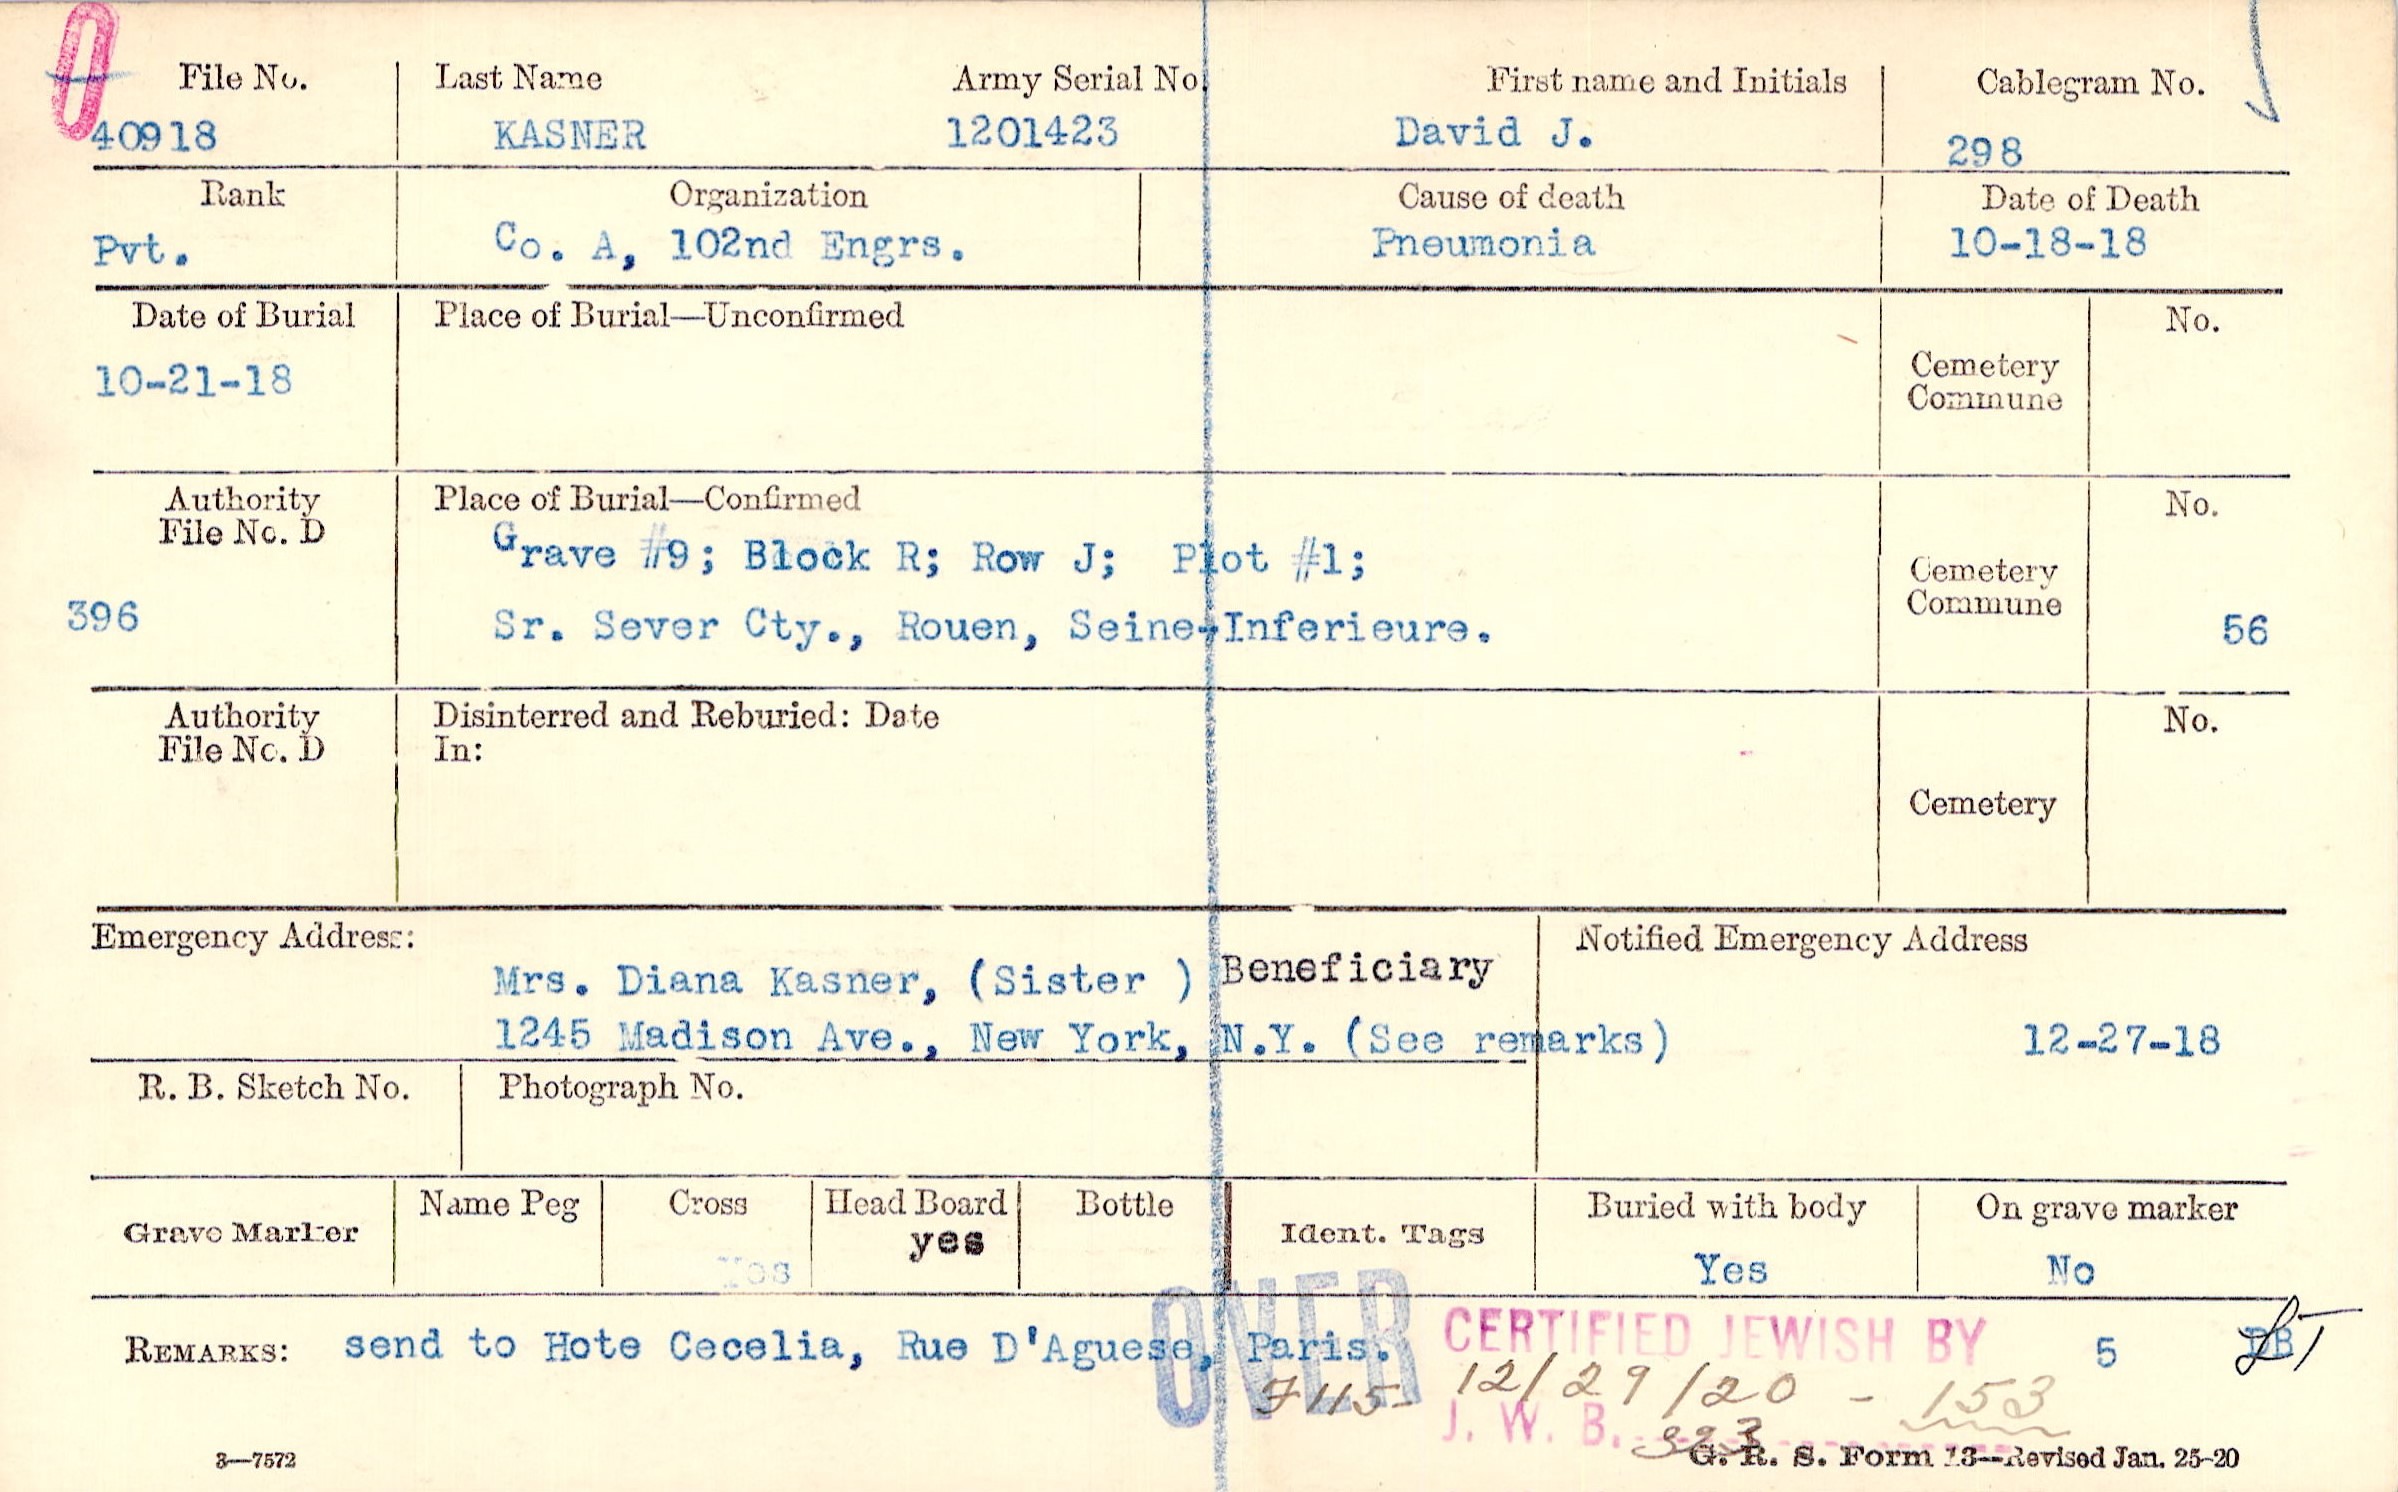 File No. Last Name Army Serial No. First name and Initials Cablegram No.
40918 KASNER 1201423 David J. 298
Rank Organization Cause of death Date of Death
Pvt. Co. A, 102nd Engrs. Pneumonia 10-18-18
Date of Burial Place of Burial—Unconfirmed No.
10-21-18
Cemetery
Commune
Authority Place of Burial—Confirmed No.
File No. D
Grave #9; Block R; Row J; Plot #1;
Cemetery
Commune
396 Sr. Sever Cty., Rouen, Seine-Inferieure. 56
Authority Disinterred and Reburied: Date No.
File No. D In:
Cemetery
Emergency Address: Notified Emergency Address
Mrs. Diana Kasner, (Sister ) Beneficiary
1245 Madison Ave., New York, N.Y. (See remarks) 12-27-18
R. B. Sketch No. Photograph No.
Grave Marker Name Peg Cross Head Board Bottle Ident. Tags Buried with body On grave marker
Yes yes Yes No
REMARKS: send to Hote Cecelia, Rue D'Aguese, Paris. 5 DB
OVER
CERTIFIED JEWISH BY
7115- 12/29/20 - 153
J. W. B. 323
3—7572 G. R. S. Form 13—Revised Jan. 25-20